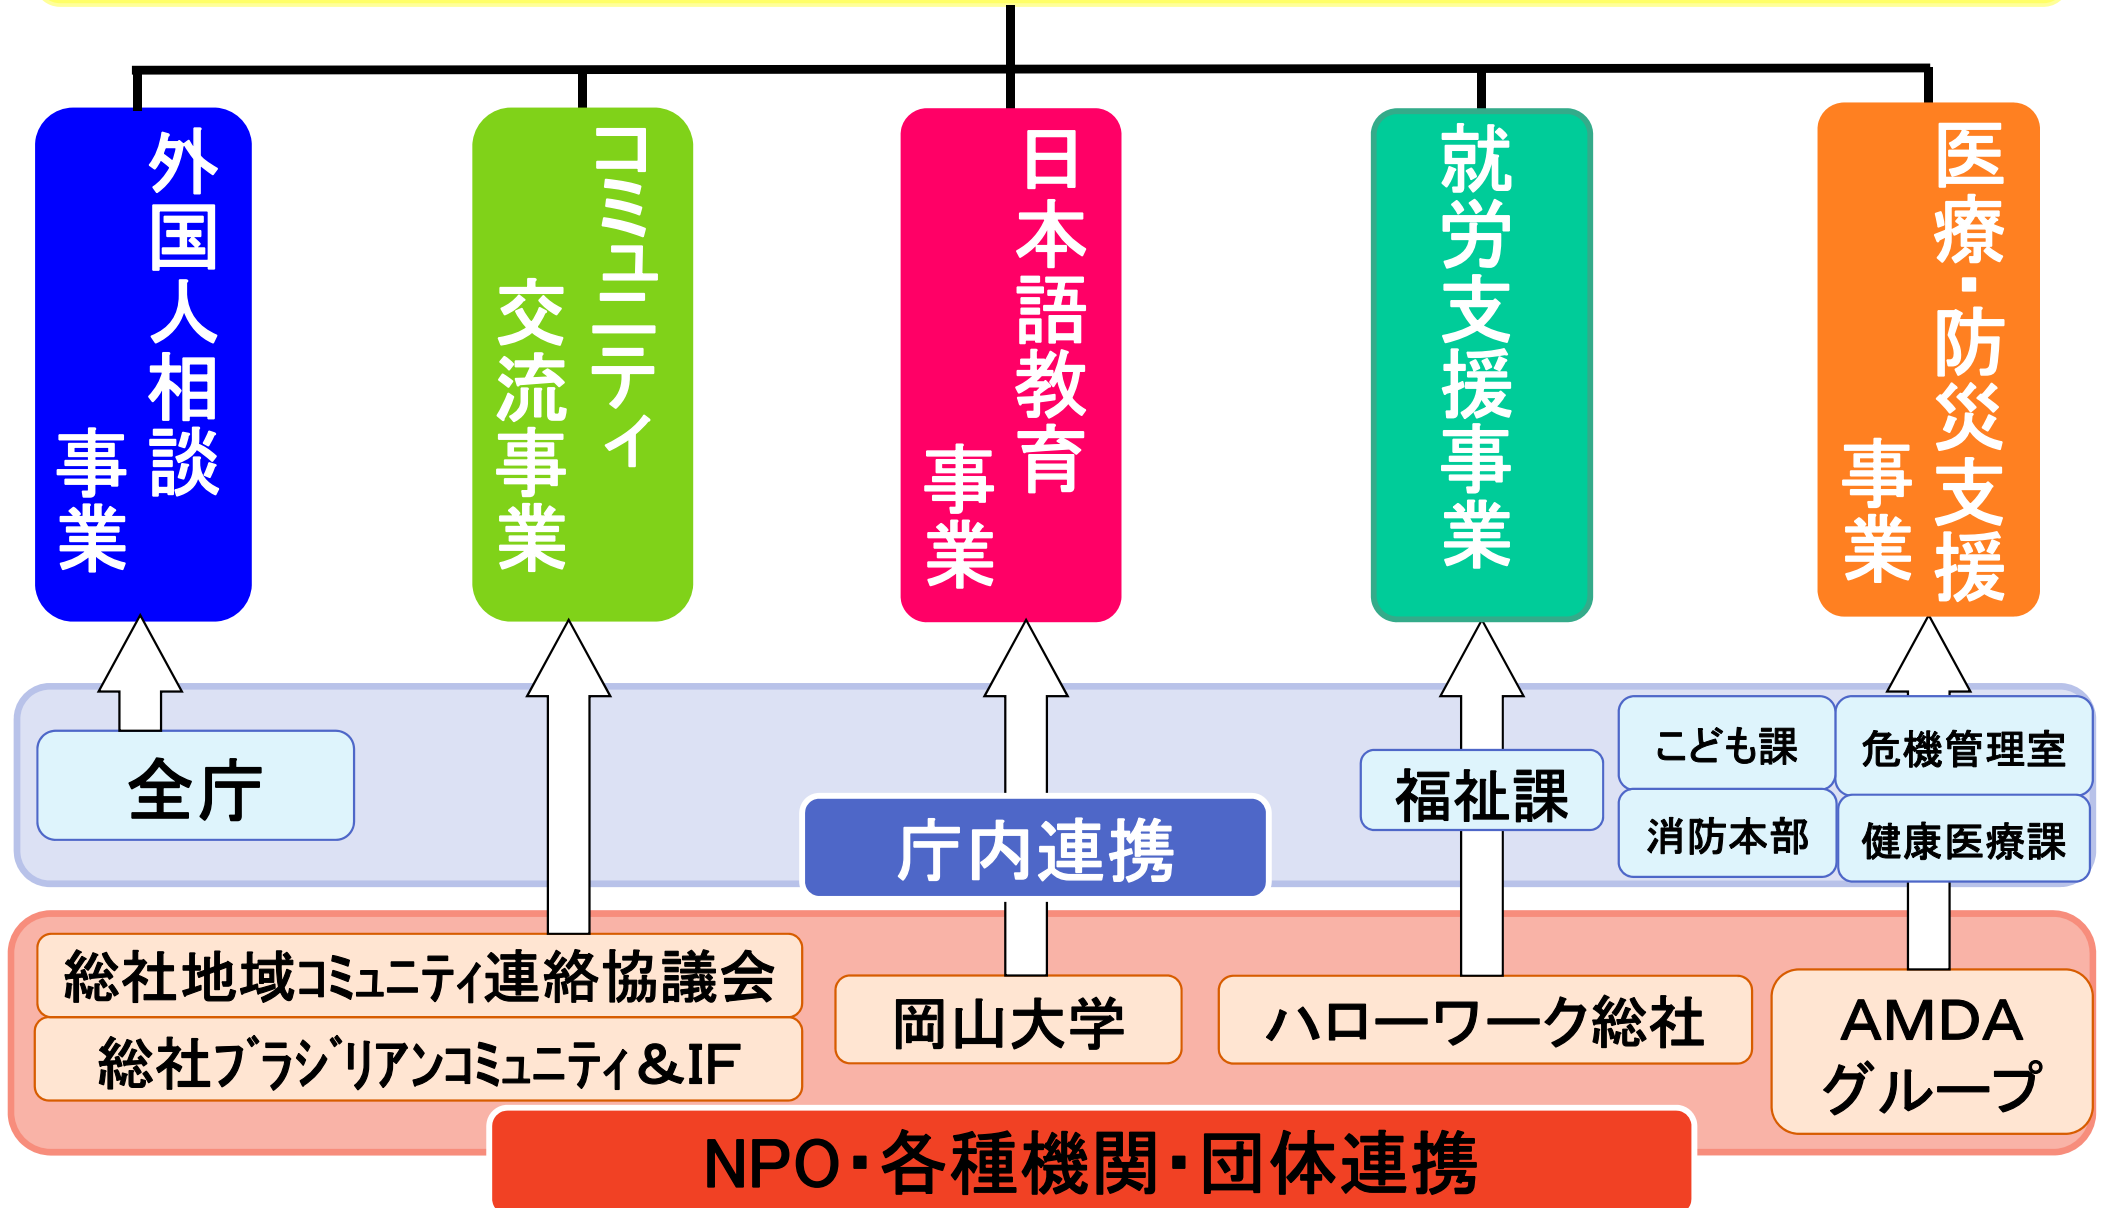 外国人相談
事業
コミュニティ
交流事業
日本語教育
事業
就労支援事業
医療・防災支援
事業
全庁
福祉課
こども課
危機管理室
消防本部
健康医療課
庁内連携
総社地域ｺﾐｭﾆﾃｨ連絡協議会
総社ﾌﾞﾗｼﾞﾘｱﾝｺﾐｭﾆﾃｨ＆IF
岡山大学
ハローワーク総社
AMDA
グループ
NPO・各種機関・団体連携